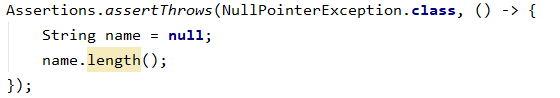 Assertions.assertThrows(NullPointerException.class, () -> {
    String name = null;
    name.length();
});